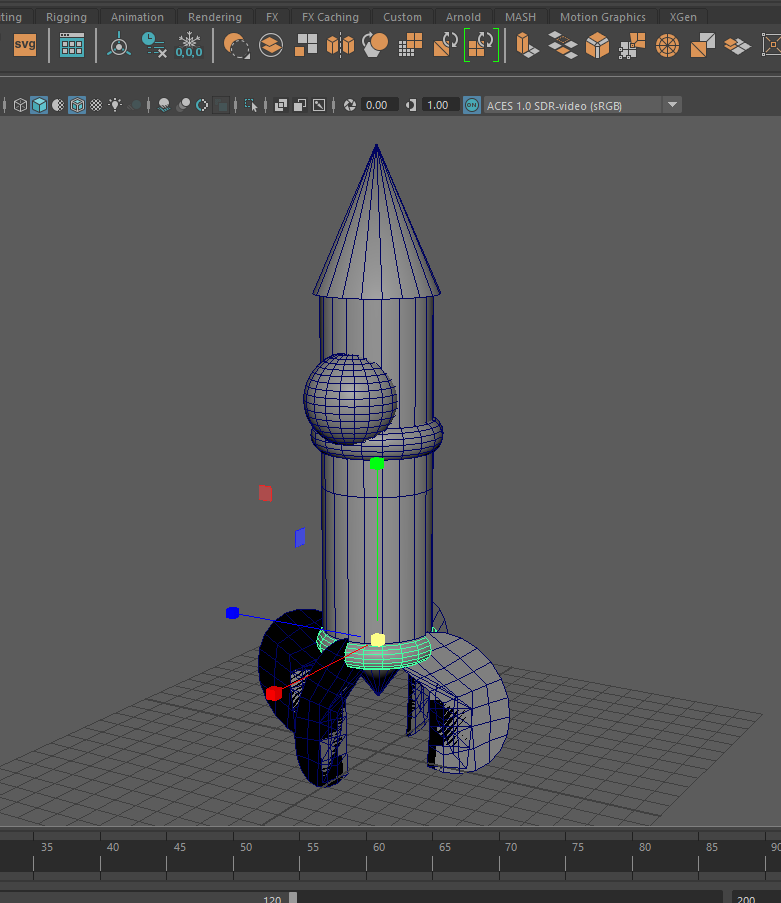 ting Rigging Animation Rendering FX FX Caching Custom Arnold MASH Motion Graphics XGen
svg 0,0,0
0.00 1.00 ON ACES 1.0 SDR-video (sRGB)
35 40 45 50 55 60 65 70 75 80 85 90
120 200